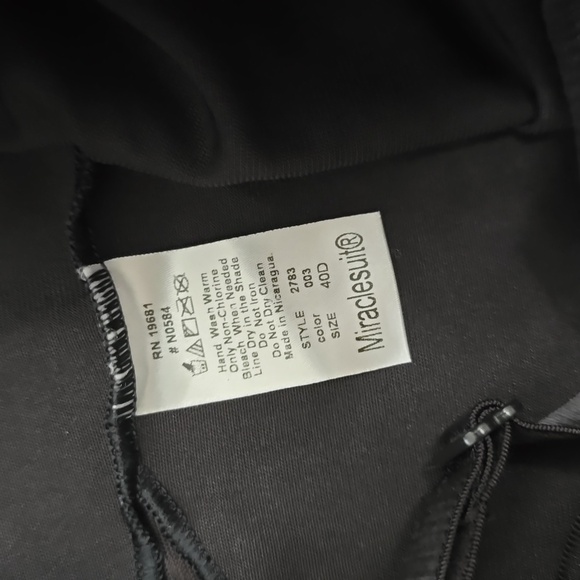 Miraclesuit®
SIZE 40D
color 003
STYLE 2783
Made in Nicaragua.
Do Not Dry Clean
Do Not Iron
Line Dry in the Shade
Bleach When Needed
Only Non-Chlorine
Hand Wash Warm
# N0584
RN 19681